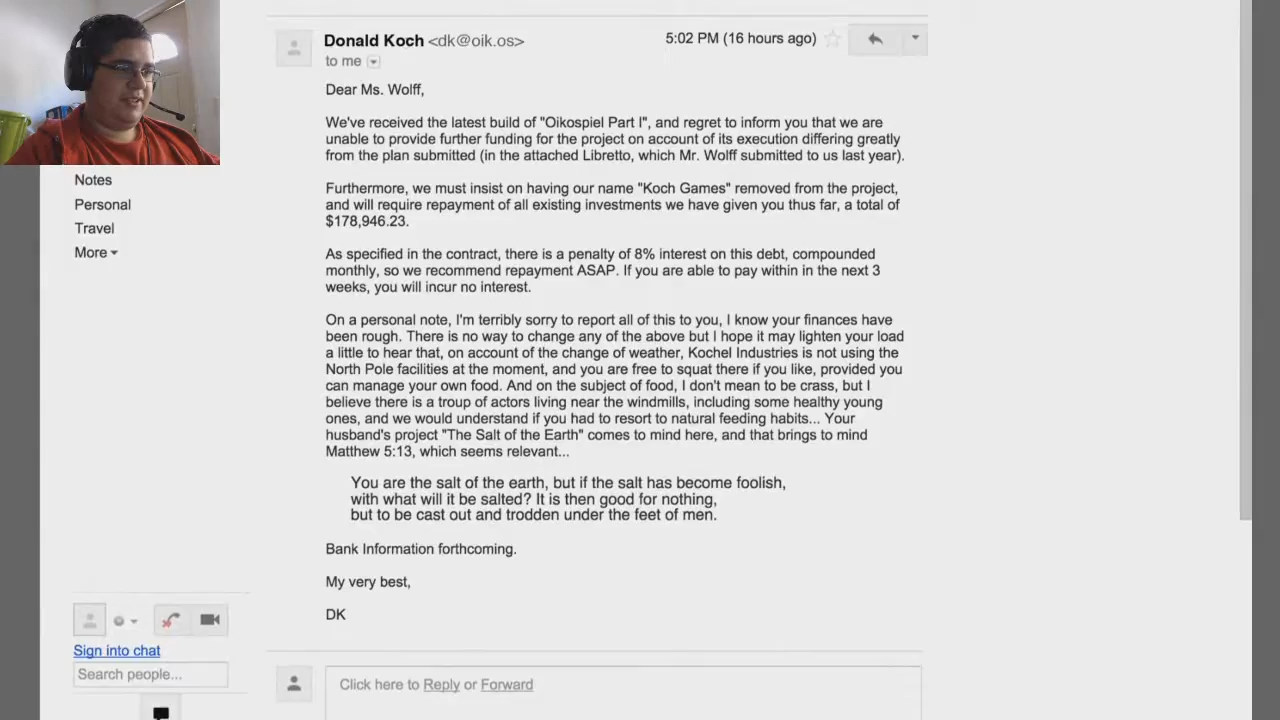 Donald Koch <dk@oik.os>
5:02 PM (16 hours ago)
to me
Dear Ms. Wolff,
We've received the latest build of "Oikospiel Part I", and regret to inform you that we are
unable to provide further funding for the project on account of its execution differing greatly
from the plan submitted (in the attached Libretto, which Mr. Wolff submitted to us last year).
Furthermore, we must insist on having our name "Koch Games" removed from the project,
and will require repayment of all existing investments we have given you thus far, a total of
$178,946.23.
As specified in the contract, there is a penalty of 8% interest on this debt, compounded
monthly, so we recommend repayment ASAP. If you are able to pay within in the next 3
weeks, you will incur no interest.
On a personal note, I'm terribly sorry to report all of this to you, I know your finances have
been rough. There is no way to change any of the above but I hope it may lighten your load
a little to hear that, on account of the change of weather, Kochel Industries is not using the
North Pole facilities at the moment, and you are free to squat there if you like, provided you
can manage your own food. And on the subject of food, I don't mean to be crass, but I
believe there is a troup of actors living near the windmills, including some healthy young
ones, and we would understand if you had to resort to natural feeding habits... Your
husband's project "The Salt of the Earth" comes to mind here, and that brings to mind
Matthew 5:13, which seems relevant...
You are the salt of the earth, but if the salt has become foolish,
with what will it be salted? It is then good for nothing,
but to be cast out and trodden under the feet of men.
Bank Information forthcoming.
My very best,
DK
Click here to Reply or Forward
Notes
Personal
Travel
More
Sign into chat
Search people...